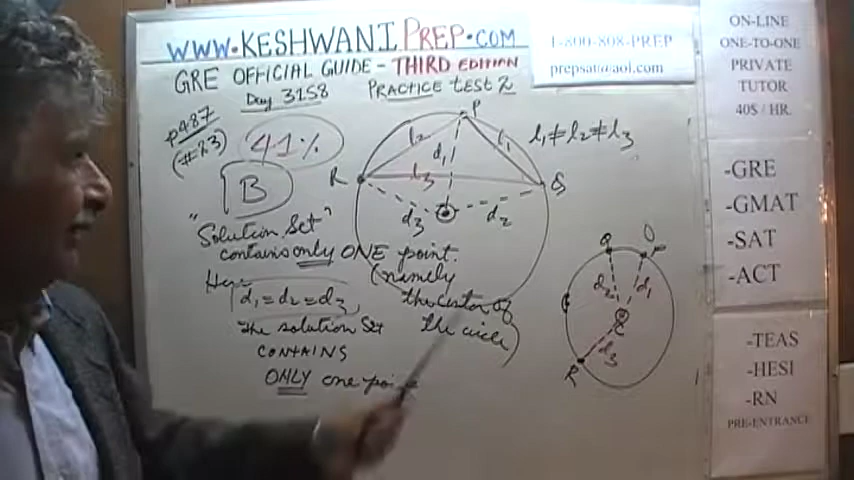 WWW.KESHWANIPREP.COM
GRE OFFICIAL GUIDE - THIRD EDITION
Day 3158 PRACTICE TEST 2
1-800-808-PREP
prepsat@aol.com
p487
(#23)
41%
B
P
R
Q
l2
l1
l3
d1
d3
d2
l1≠l2≠l3
"Solution Set"
contains only ONE point.
(namely
the center of
the circle)
Here
d1=d2=d3,
the solution set
CONTAINS
ONLY one point
Q
P
d2
d1
C
d3
R
ON-LINE
ONE-TO-ONE
PRIVATE
TUTOR
40$ / HR.
-GRE
-GMAT
-SAT
-ACT
-TEAS
-HESI
-RN
PRE-ENTRANCE